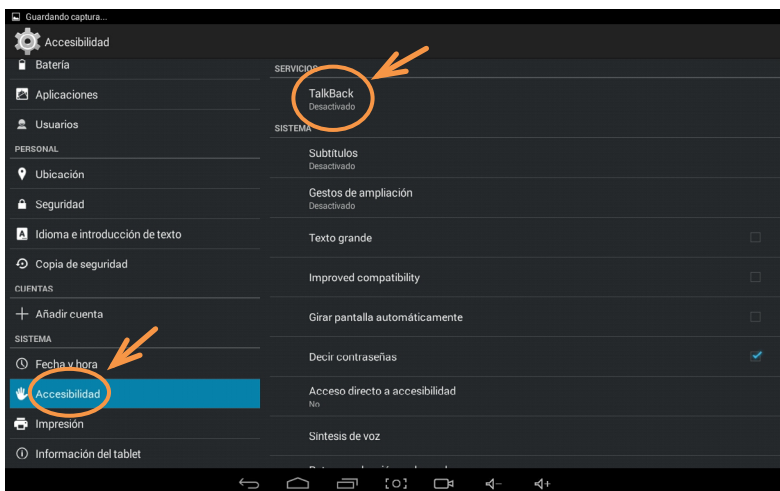 Guardando captura...
Accesibilidad
Batería
Aplicaciones
Usuarios
PERSONAL
Ubicación
Seguridad
Idioma e introducción de texto
Copia de seguridad
CUENTAS
Añadir cuenta
SISTEMA
Fecha y hora
Accesibilidad
Impresión
Información del tablet
SERVICIOS
TalkBack
Desactivado
SISTEMA
Subtítulos
Desactivado
Gestos de ampliación
Desactivado
Texto grande
Improved compatibility
Girar pantalla automáticamente
Decir contraseñas
Acceso directo a accesibilidad
No
Síntesis de voz